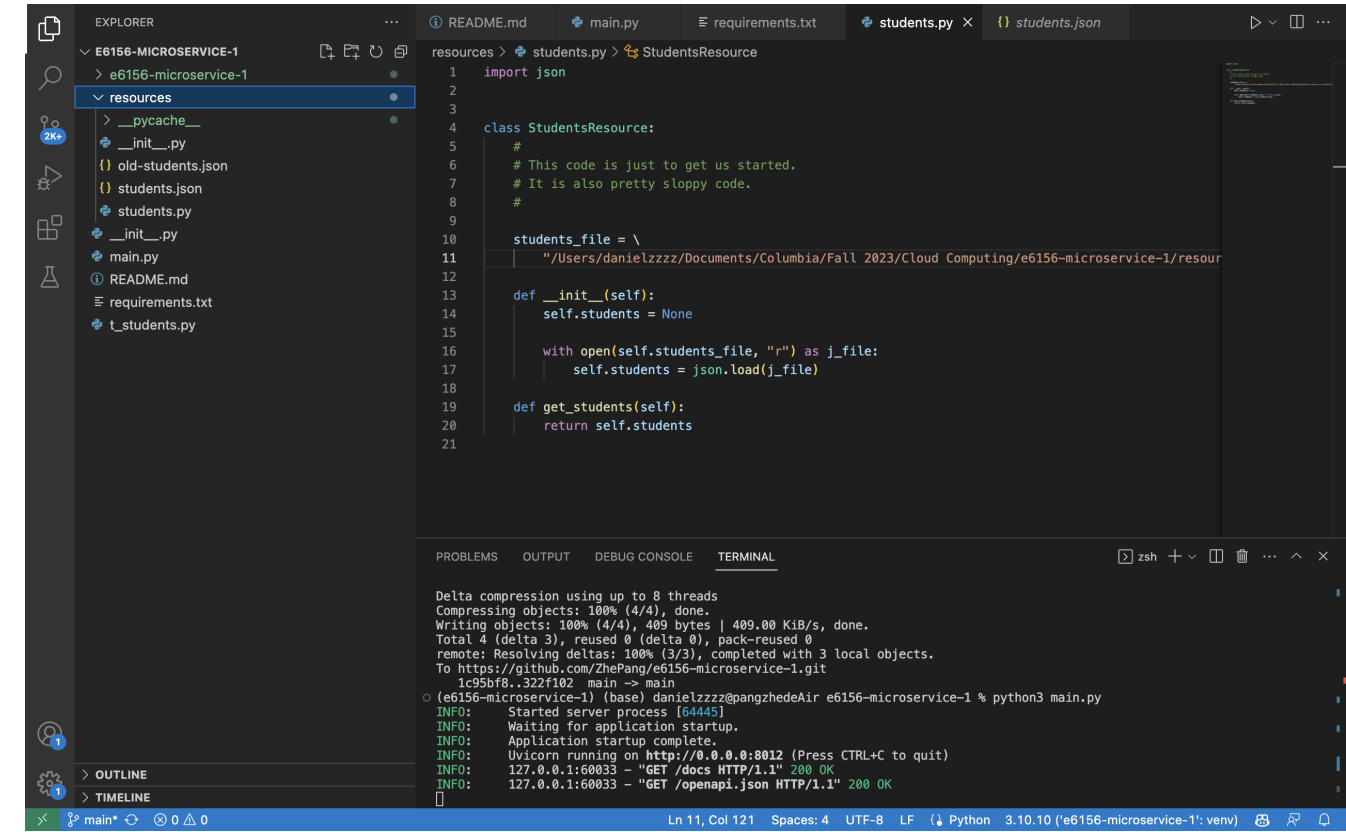 EXPLORER
E6156-MICROSERVICE-1
e6156-microservice-1
resources
__pycache__
__init__.py
old-students.json
students.json
students.py
__init__.py
main.py
README.md
requirements.txt
t_students.py
OUTLINE
TIMELINE
2K+
1
1
README.md main.py requirements.txt students.py students.json
resources > students.py > StudentsResource
1 import json
2
3
4 class StudentsResource:
5 #
6 # This code is just to get us started.
7 # It is also pretty sloppy code.
8 #
9
10 students_file = \
11 "/Users/danielzzzz/Documents/Columbia/Fall 2023/Cloud Computing/e6156-microservice-1/resour
12
13 def __init__(self):
14 self.students = None
15
16 with open(self.students_file, "r") as j_file:
17 self.students = json.load(j_file)
18
19 def get_students(self):
20 return self.students
21
PROBLEMS OUTPUT DEBUG CONSOLE TERMINAL zsh
Delta compression using up to 8 threads
Compressing objects: 100% (4/4), done.
Writing objects: 100% (4/4), 409 bytes | 409.00 KiB/s, done.
Total 4 (delta 3), reused 0 (delta 0), pack-reused 0
remote: Resolving deltas: 100% (3/3), completed with 3 local objects.
To https://github.com/ZhePang/e6156-microservice-1.git
1c95bf8..322f102 main -> main
(e6156-microservice-1) (base) danielzzzz@pangzhedeAir e6156-microservice-1 % python3 main.py
INFO: Started server process [64445]
INFO: Waiting for application startup.
INFO: Application startup complete.
INFO: Uvicorn running on http://0.0.0.0:8012 (Press CTRL+C to quit)
INFO: 127.0.0.1:60033 - "GET /docs HTTP/1.1" 200 OK
INFO: 127.0.0.1:60033 - "GET /openapi.json HTTP/1.1" 200 OK
main* 0 0 Ln 11, Col 121 Spaces: 4 UTF-8 LF Python 3.10.10 ('e6156-microservice-1': venv)